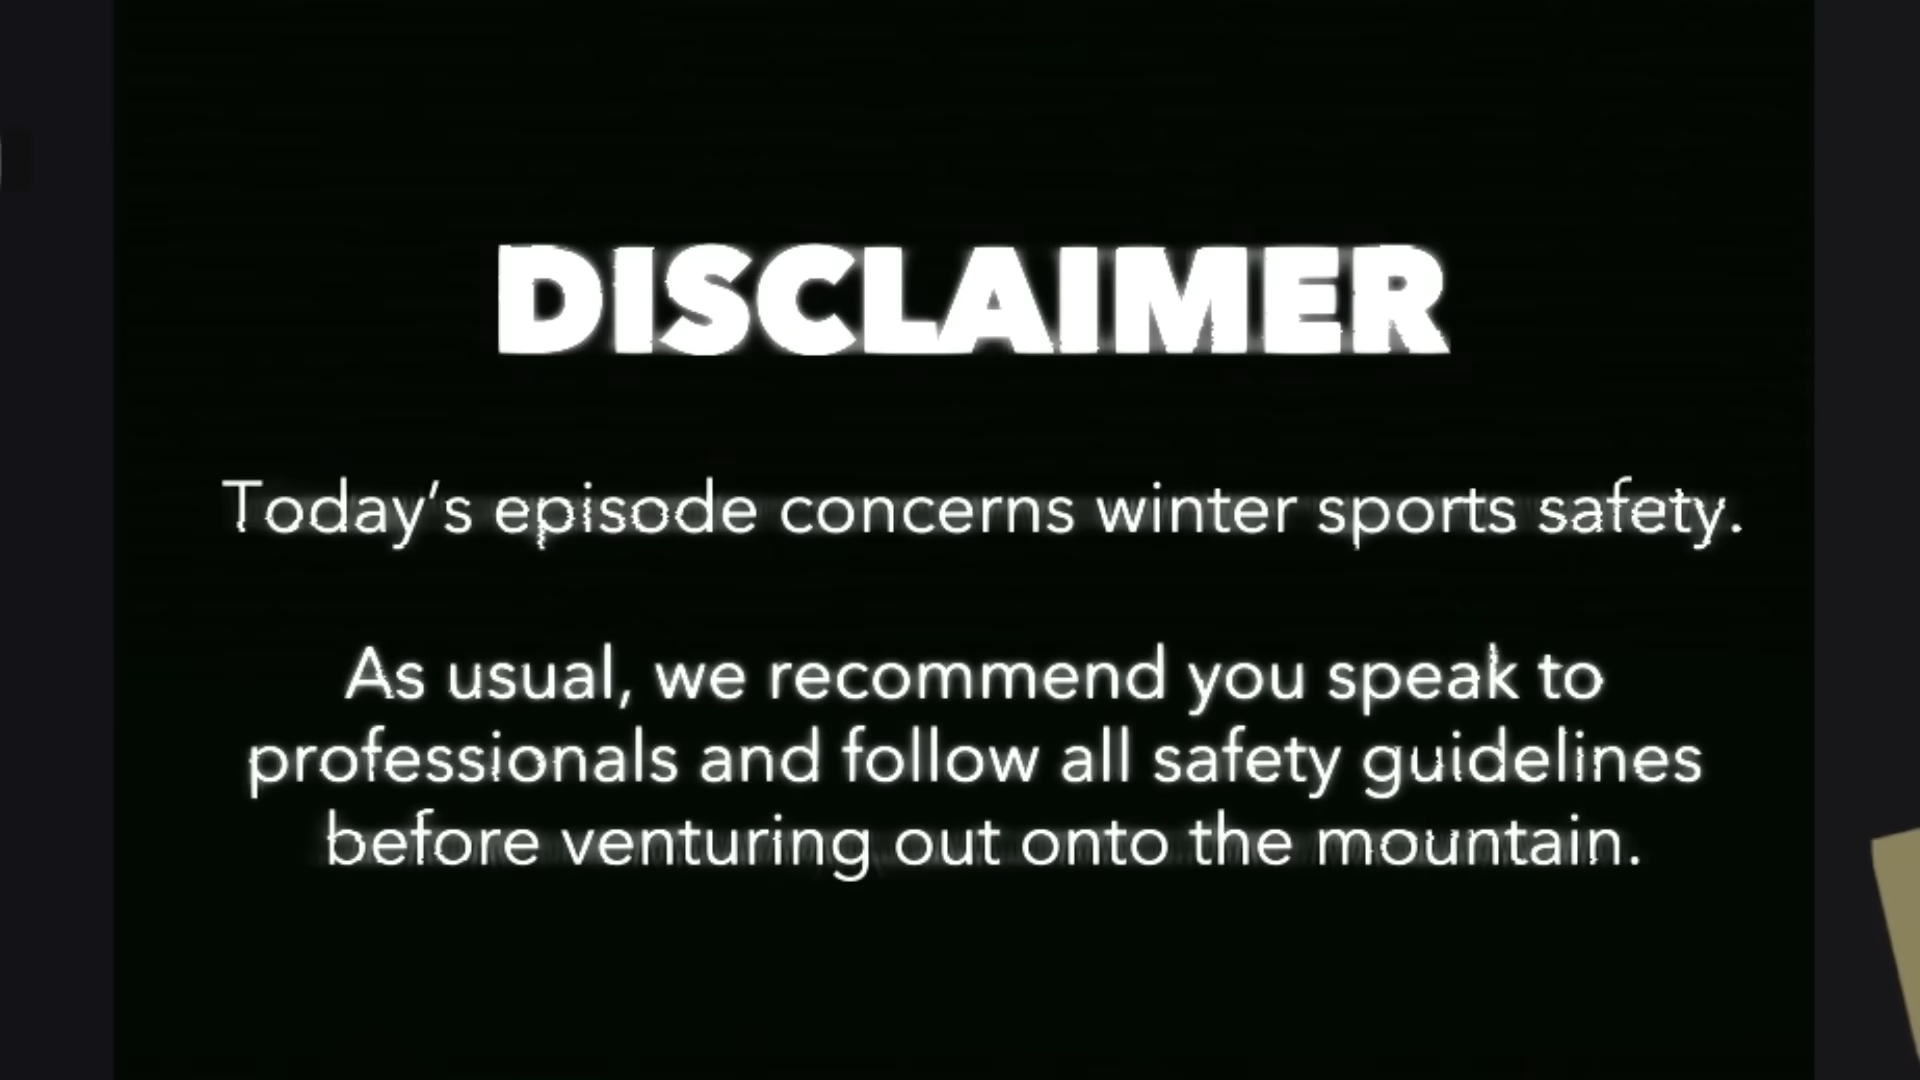 DISCLAIMER
Today’s episode concerns winter sports safety.
As usual, we recommend you speak to
professionals and follow all safety guidelines
before venturing out onto the mountain.